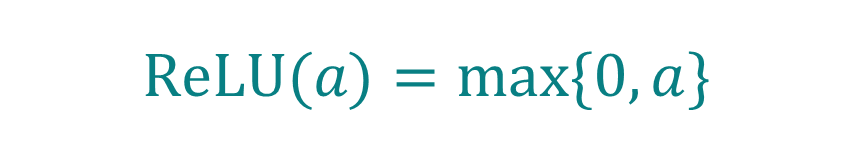 ReLU(𝑎) = max{0, 𝑎}